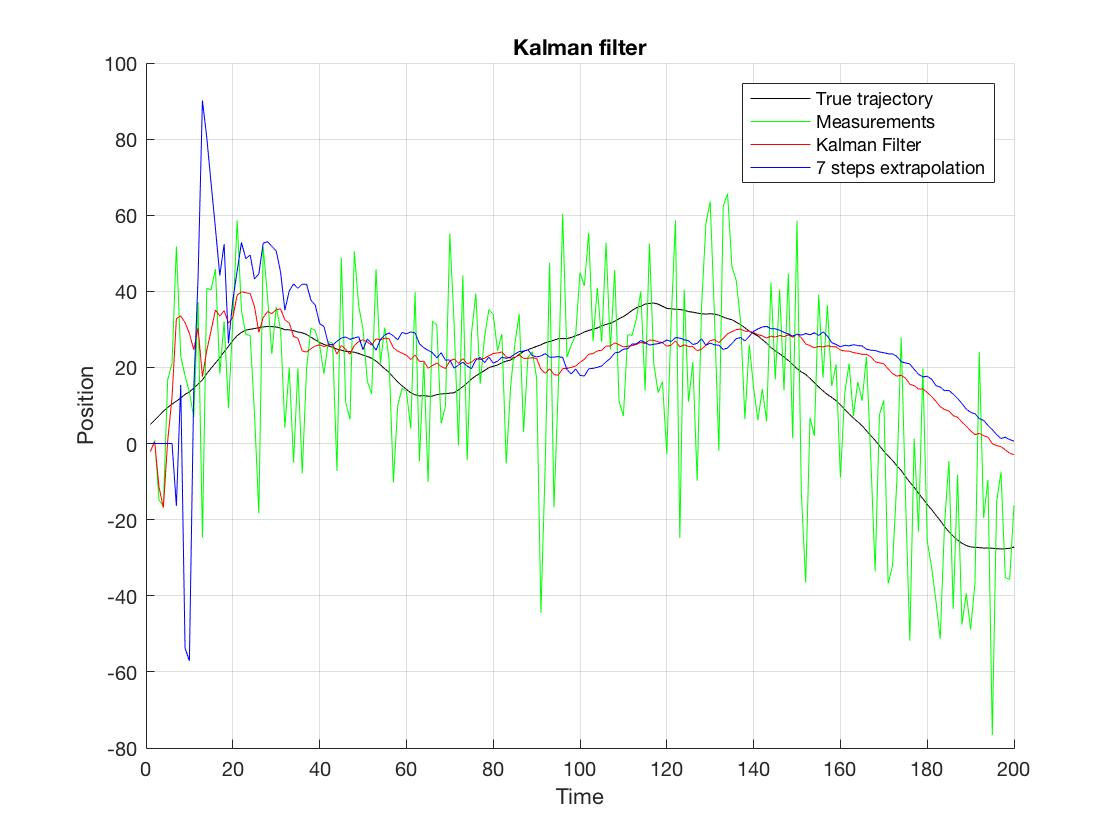 Kalman filter
True trajectory
Measurements
Kalman Filter
7 steps extrapolation
100
80
60
40
20
0
-20
-40
-60
-80
Position
0 20 40 60 80 100 120 140 160 180 200
Time